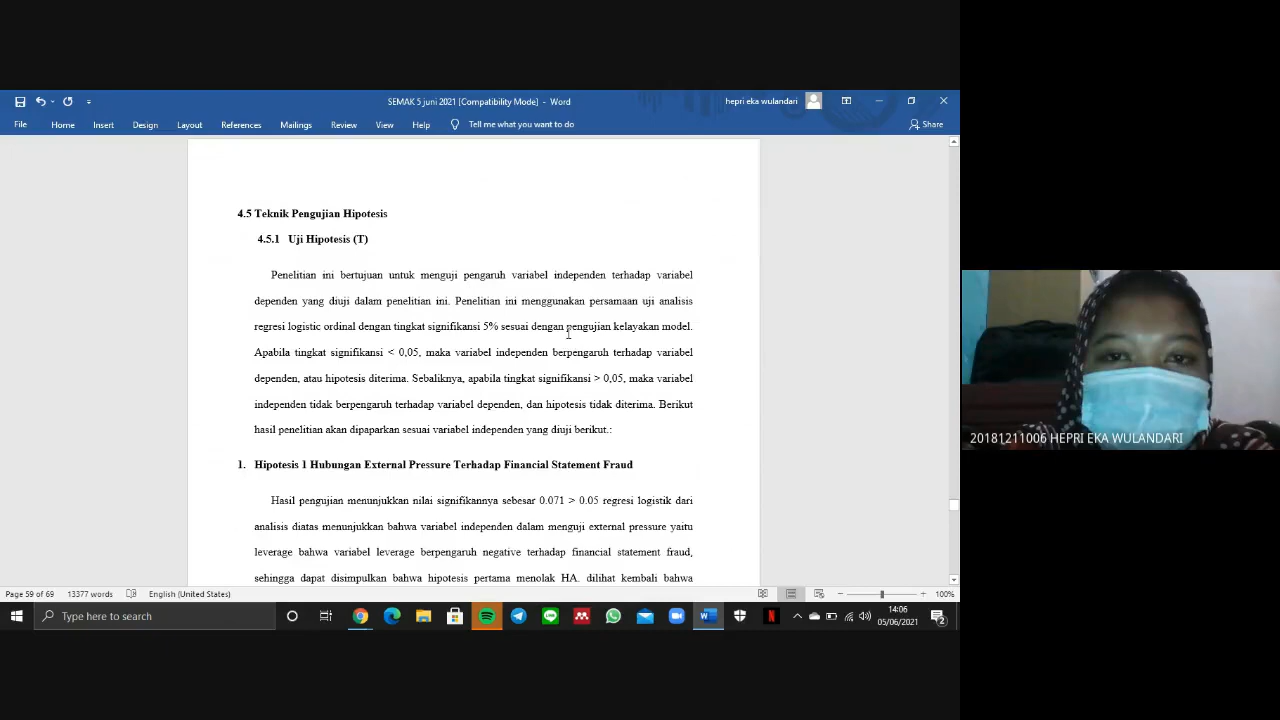 SEMAK 5 juni 2021 [Compatibility Mode] - Word
hepri eka wulandari
File Home Insert Design Layout References Mailings Review View Help Tell me what you want to do Share
4.5 Teknik Pengujian Hipotesis
4.5.1 Uji Hipotesis (T)
Penelitian ini bertujuan untuk menguji pengaruh variabel independen terhadap variabel
dependen yang diuji dalam penelitian ini. Penelitian ini menggunakan persamaan uji analisis
regresi logistic ordinal dengan tingkat signifikansi 5% sesuai dengan pengujian kelayakan model.
Apabila tingkat signifikansi < 0,05, maka variabel independen berpengaruh terhadap variabel
dependen, atau hipotesis diterima. Sebaliknya, apabila tingkat signifikansi > 0,05, maka variabel
independen tidak berpengaruh terhadap variabel dependen, dan hipotesis tidak diterima. Berikut
hasil penelitian akan dipaparkan sesuai variabel independen yang diuji berikut.:
1. Hipotesis 1 Hubungan External Pressure Terhadap Financial Statement Fraud
Hasil pengujian menunjukkan nilai signifikannya sebesar 0.071 > 0.05 regresi logistik dari
analisis diatas menunjukkan bahwa variabel independen dalam menguji external pressure yaitu
leverage bahwa variabel leverage berpengaruh negative terhadap financial statement fraud,
sehingga dapat disimpulkan bahwa hipotesis pertama menolak HA. dilihat kembali bahwa
20181211006 HEPRI EKA WULANDARI
Page 59 of 69 13377 words English (United States) 100%
Type here to search
14:06
05/06/2021
2